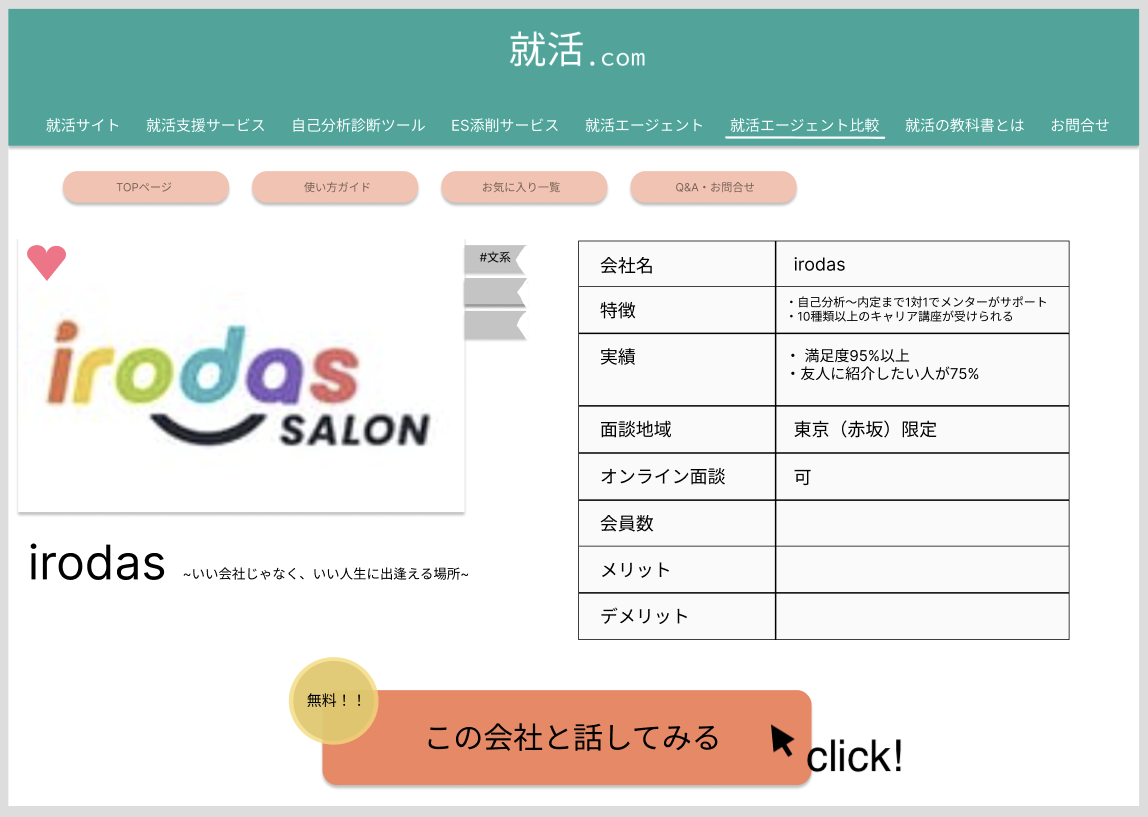 就活.com
就活サイト 就活支援サービス 自己分析診断ツール ES添削サービス 就活エージェント 就活エージェント比較 就活の教科書とは お問合せ
TOPページ 使い方ガイド お気に入り一覧 Q&A・お問合せ
#文系
irodas
SALON
irodas ~いい会社じゃなく、いい人生に出逢える場所~
会社名 irodas
特徴 ・自己分析〜内定まで1対1でメンターがサポート
・10種類以上のキャリア講座が受けられる
実績 ・ 満足度95%以上
・友人に紹介したい人が75%
面談地域 東京（赤坂）限定
オンライン面談 可
会員数
メリット
デメリット
無料！！
この会社と話してみる
click!